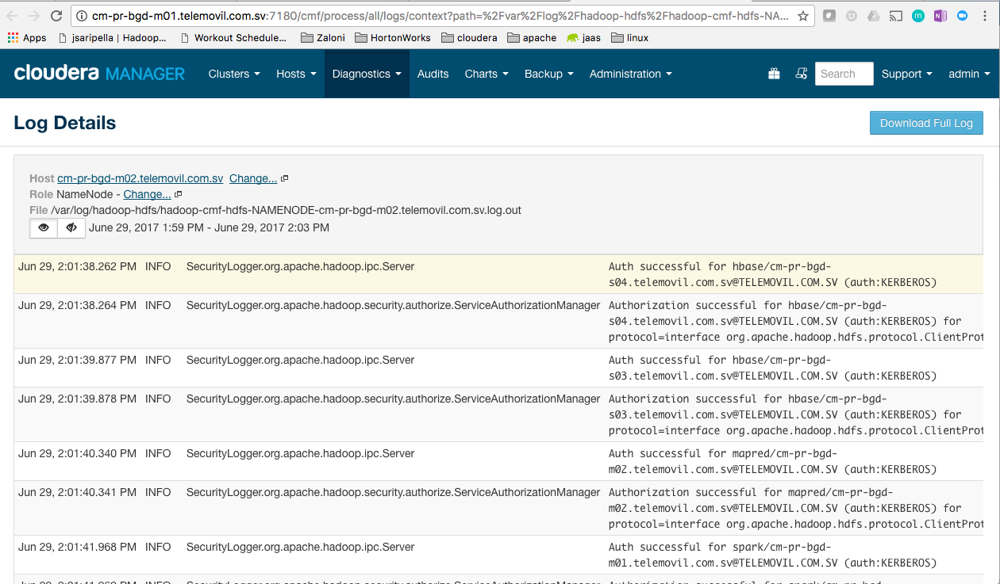 cm-pr-bgd-m01.telemovil.com.sv:7180/cmf/process/all/logs/context?path=%2Fvar%2Flog%2Fhadoop-hdfs%2Fhadoop-cmf-hdfs-NA...
Apps jsaripella | Hadoop... Workout Schedule... Zaloni HortonWorks cloudera apache jaas linux
cloudera MANAGER Clusters Hosts Diagnostics Audits Charts Backup Administration Search Support admin
Log Details Download Full Log
Host cm-pr-bgd-m02.telemovil.com.sv Change...
Role NameNode - Change...
File /var/log/hadoop-hdfs/hadoop-cmf-hdfs-NAMENODE-cm-pr-bgd-m02.telemovil.com.sv.log.out
June 29, 2017 1:59 PM - June 29, 2017 2:03 PM
Jun 29, 2:01:38.262 PM INFO SecurityLogger.org.apache.hadoop.ipc.Server Auth successful for hbase/cm-pr-bgd-
s04.telemovil.com.sv@TELEMOVIL.COM.SV (auth:KERBEROS)
Jun 29, 2:01:38.264 PM INFO SecurityLogger.org.apache.hadoop.security.authorize.ServiceAuthorizationManager Authorization successful for hbase/cm-pr-bgd-
s04.telemovil.com.sv@TELEMOVIL.COM.SV (auth:KERBEROS) for
protocol=interface org.apache.hadoop.hdfs.protocol.ClientProt
Jun 29, 2:01:39.877 PM INFO SecurityLogger.org.apache.hadoop.ipc.Server Auth successful for hbase/cm-pr-bgd-
s03.telemovil.com.sv@TELEMOVIL.COM.SV (auth:KERBEROS)
Jun 29, 2:01:39.878 PM INFO SecurityLogger.org.apache.hadoop.security.authorize.ServiceAuthorizationManager Authorization successful for hbase/cm-pr-bgd-
s03.telemovil.com.sv@TELEMOVIL.COM.SV (auth:KERBEROS) for
protocol=interface org.apache.hadoop.hdfs.protocol.ClientProt
Jun 29, 2:01:40.340 PM INFO SecurityLogger.org.apache.hadoop.ipc.Server Auth successful for mapred/cm-pr-bgd-
m02.telemovil.com.sv@TELEMOVIL.COM.SV (auth:KERBEROS)
Jun 29, 2:01:40.341 PM INFO SecurityLogger.org.apache.hadoop.security.authorize.ServiceAuthorizationManager Authorization successful for mapred/cm-pr-bgd-
m02.telemovil.com.sv@TELEMOVIL.COM.SV (auth:KERBEROS) for
protocol=interface org.apache.hadoop.hdfs.protocol.ClientProt
Jun 29, 2:01:41.968 PM INFO SecurityLogger.org.apache.hadoop.ipc.Server Auth successful for spark/cm-pr-bgd-
m01.telemovil.com.sv@TELEMOVIL.COM.SV (auth:KERBEROS)